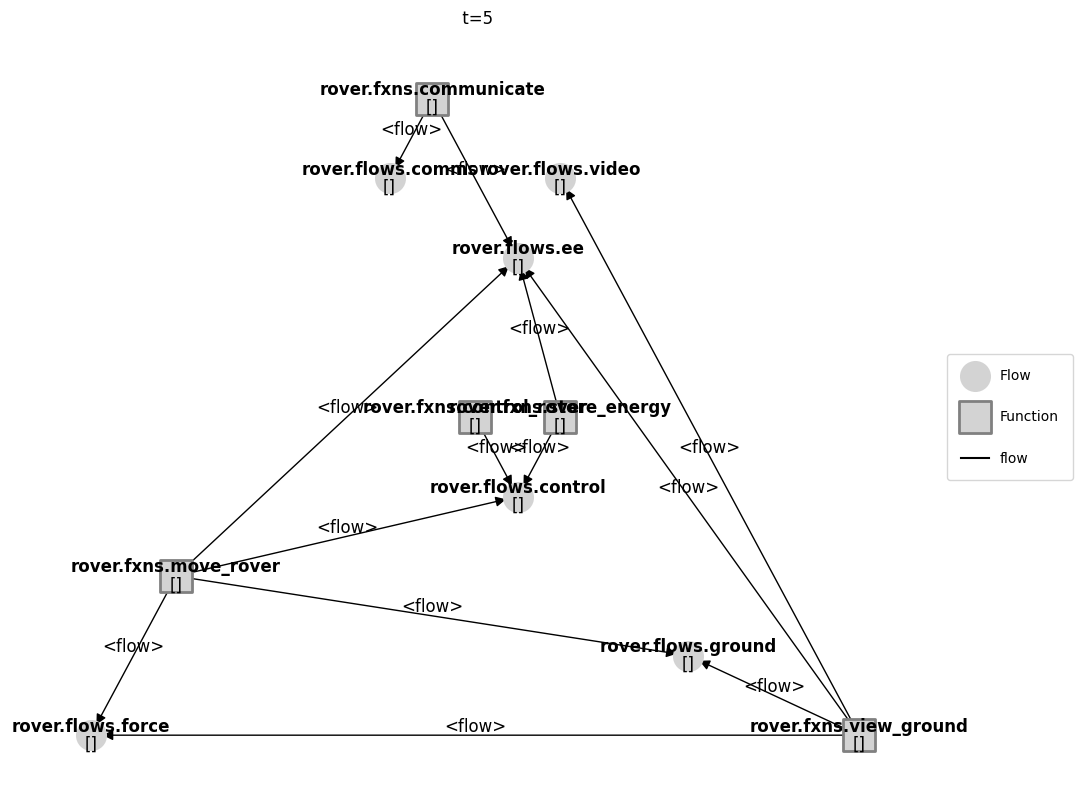 t=5
rover.fxns.communicate
[]
<flow>
rover.flows.comms
<flow>
rover.flows.video
[]
[]
rover.flows.ee
[]
<flow>
<flow>
rover.fxns.control_rover
rover.fxns.store_energy
[]
[]
<flow>
<flow>
<flow>
rover.flows.control
<flow>
[]
<flow>
rover.fxns.move_rover
[]
<flow>
<flow>
rover.flows.ground
[]
<flow>
rover.flows.force
<flow>
rover.fxns.view_ground
[]
[]
Flow
Function
flow